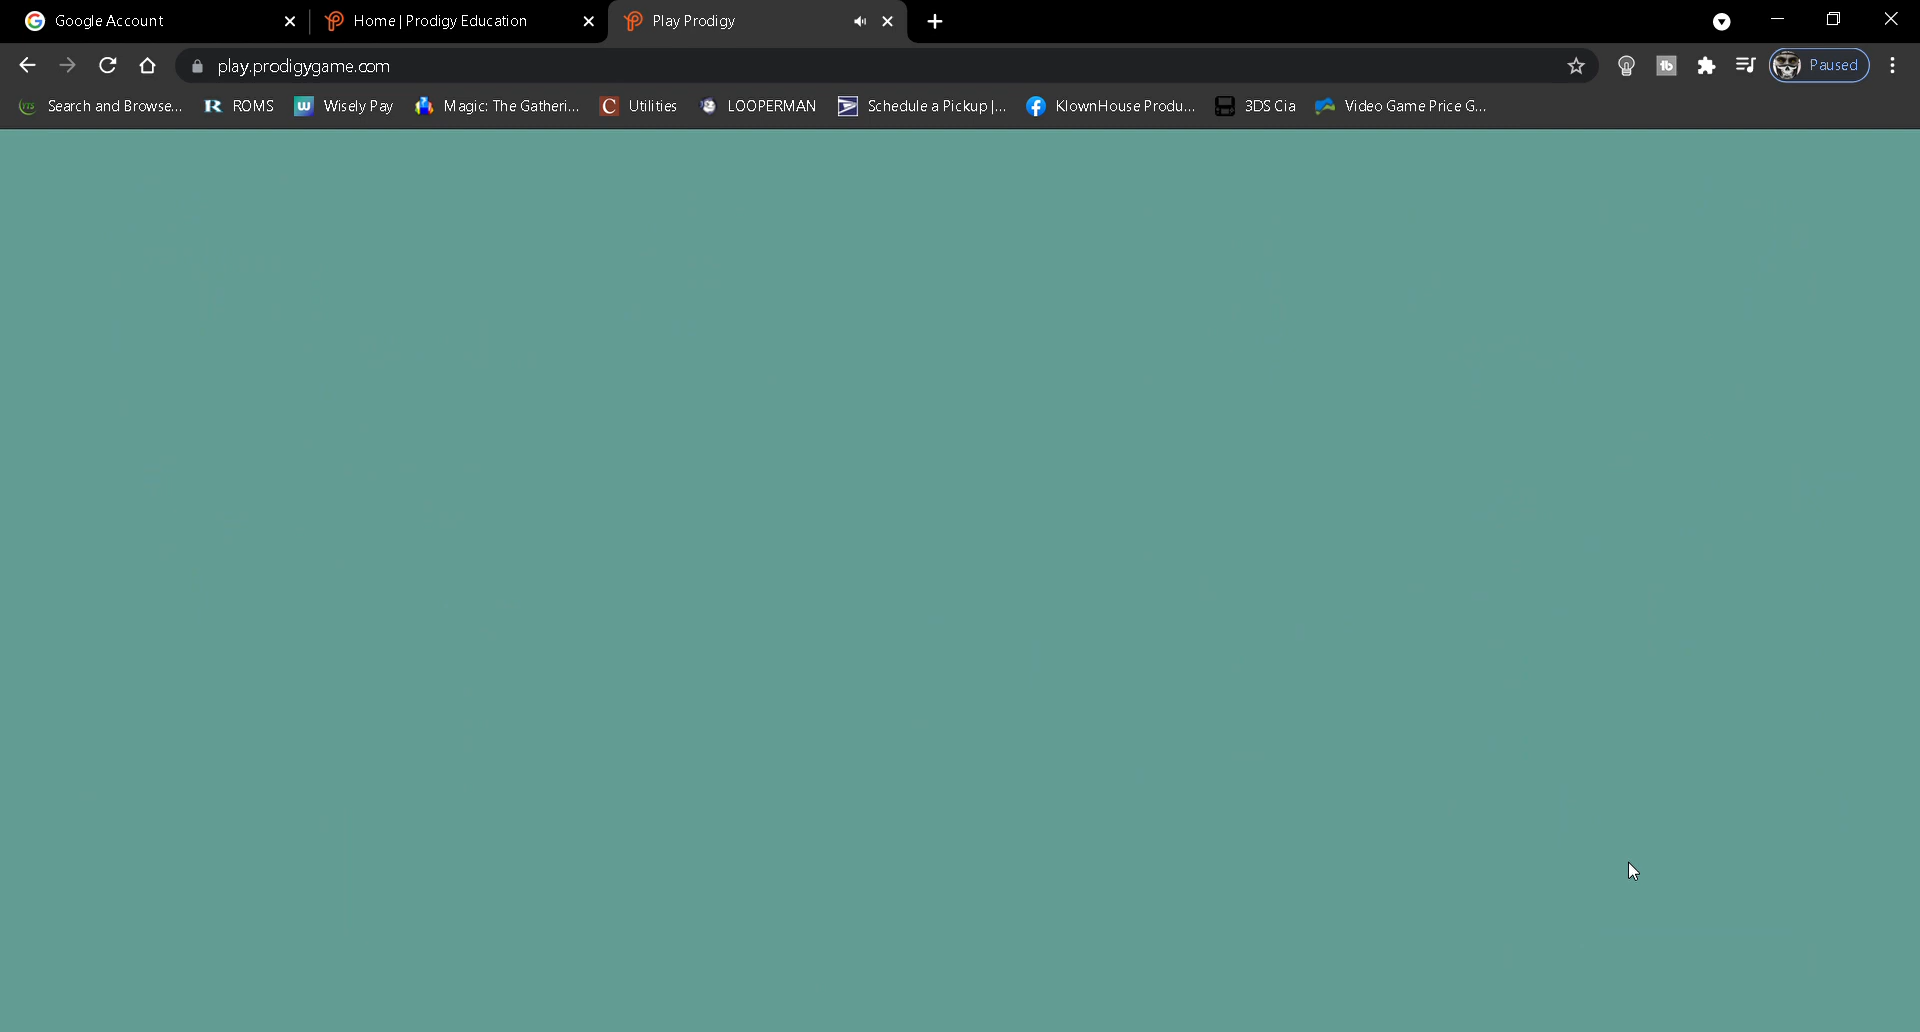 Google Account
Home | Prodigy Education
Play Prodigy
play.prodigygame.com
Paused
YTS
Search and Browse...
ROMS
Wisely Pay
Magic: The Gatheri...
Utilities
LOOPERMAN
Schedule a Pickup |...
KlownHouse Produ...
3DS Cia
Video Game Price G...